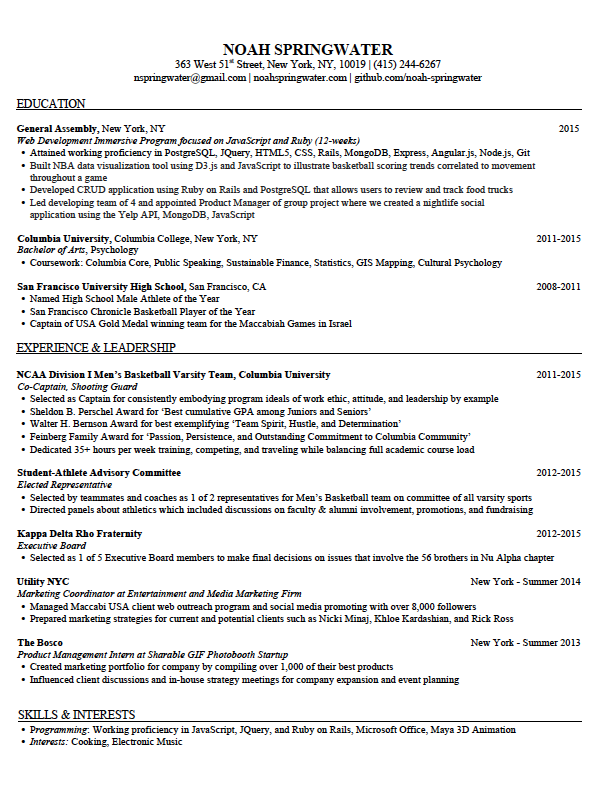 NOAH SPRINGWATER
363 West 51st Street, New York, NY, 10019 | (415) 244-6267
nspringwater@gmail.com | noahspringwater.com | github.com/noah-springwater
EDUCATION
General Assembly, New York, NY 2015
Web Development Immersive Program focused on JavaScript and Ruby (12-weeks)
• Attained working proficiency in PostgreSQL, JQuery, HTML5, CSS, Rails, MongoDB, Express, Angular.js, Node.js, Git
• Built NBA data visualization tool using D3.js and JavaScript to illustrate basketball scoring trends correlated to movement
throughout a game
• Developed CRUD application using Ruby on Rails and PostgreSQL that allows users to review and track food trucks
• Led developing team of 4 and appointed Product Manager of group project where we created a nightlife social
application using the Yelp API, MongoDB, JavaScript
Columbia University, Columbia College, New York, NY 2011-2015
Bachelor of Arts, Psychology
• Coursework: Columbia Core, Public Speaking, Sustainable Finance, Statistics, GIS Mapping, Cultural Psychology
San Francisco University High School, San Francisco, CA 2008-2011
• Named High School Male Athlete of the Year
• San Francisco Chronicle Basketball Player of the Year
• Captain of USA Gold Medal winning team for the Maccabiah Games in Israel
EXPERIENCE & LEADERSHIP
NCAA Division I Men's Basketball Varsity Team, Columbia University 2011-2015
Co-Captain, Shooting Guard
• Selected as Captain for consistently embodying program ideals of work ethic, attitude, and leadership by example
• Sheldon B. Perschel Award for 'Best cumulative GPA among Juniors and Seniors'
• Walter H. Bernson Award for best exemplifying 'Team Spirit, Hustle, and Determination'
• Feinberg Family Award for 'Passion, Persistence, and Outstanding Commitment to Columbia Community'
• Dedicated 35+ hours per week training, competing, and traveling while balancing full academic course load
Student-Athlete Advisory Committee 2012-2015
Elected Representative
• Selected by teammates and coaches as 1 of 2 representatives for Men's Basketball team on committee of all varsity sports
• Directed panels about athletics which included discussions on faculty & alumni involvement, promotions, and fundraising
Kappa Delta Rho Fraternity 2012-2015
Executive Board
• Selected as 1 of 5 Executive Board members to make final decisions on issues that involve the 56 brothers in Nu Alpha chapter
Utility NYC New York - Summer 2014
Marketing Coordinator at Entertainment and Media Marketing Firm
• Managed Maccabi USA client web outreach program and social media promoting with over 8,000 followers
• Prepared marketing strategies for current and potential clients such as Nicki Minaj, Khloe Kardashian, and Rick Ross
The Bosco New York - Summer 2013
Product Management Intern at Sharable GIF Photobooth Startup
• Created marketing portfolio for company by compiling over 1,000 of their best products
• Influenced client discussions and in-house strategy meetings for company expansion and event planning
SKILLS & INTERESTS
• Programming: Working proficiency in JavaScript, JQuery, and Ruby on Rails, Microsoft Office, Maya 3D Animation
• Interests: Cooking, Electronic Music